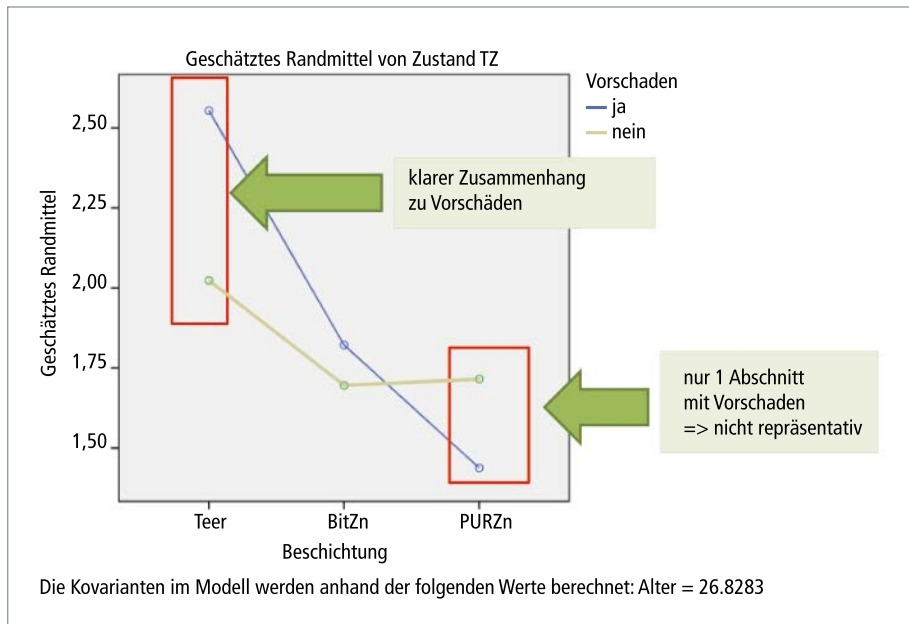 Geschätztes Randmittel von Zustand TZ
Vorschaden
ja
nein
Geschätztes Randmittel
2,50
2,25
2,00
1.75
1,50
klarer Zusammenhang
zu Vorschäden
nur 1 Abschnitt
mit Vorschaden
=> nicht repräsentativ
Teer
BitZn
PURZn
Beschichtung
Die Kovarianten im Modell werden anhand der folgenden Werte berechnet: Alter = 26.8283